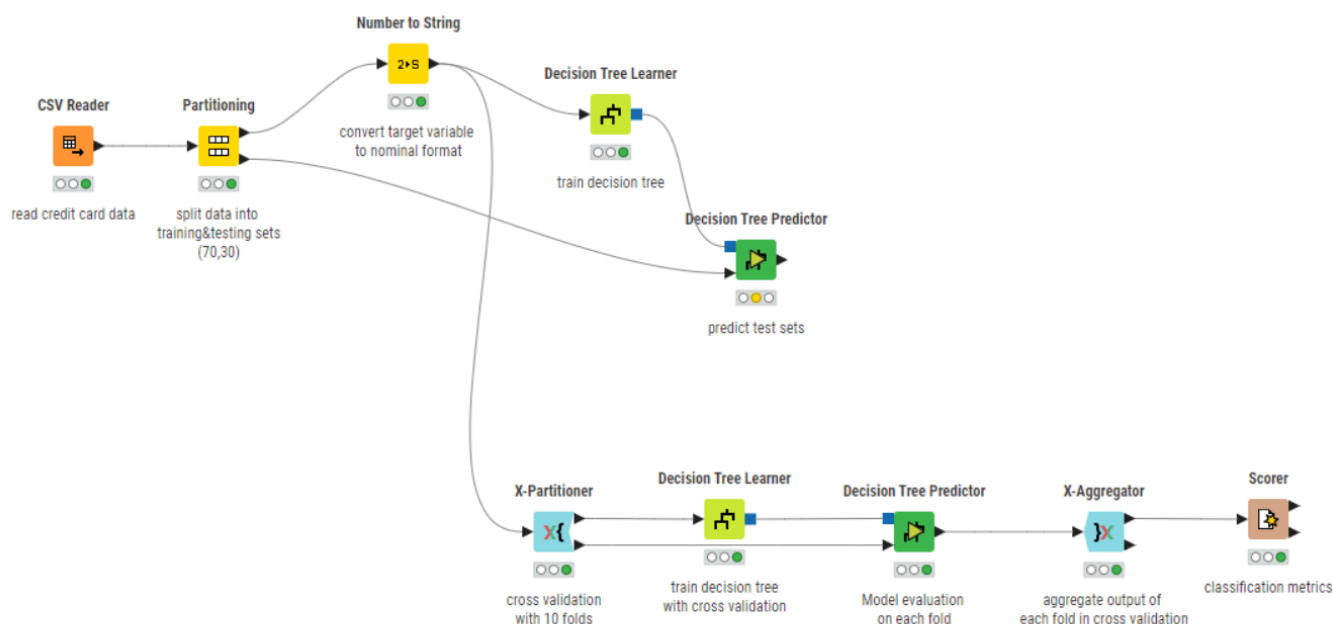 Number to String
2▸S
convert target variable
to nominal format
Decision Tree Learner
train decision tree
CSV Reader
read credit card data
Partitioning
split data into
training&testing sets
(70,30)
Decision Tree Predictor
predict test sets
X-Partitioner
X{
cross validation
with 10 folds
Decision Tree Learner
train decision tree
with cross validation
Decision Tree Predictor
Model evaluation
on each fold
X-Aggregator
}X
aggregate output of
each fold in cross validation
Scorer
classification metrics